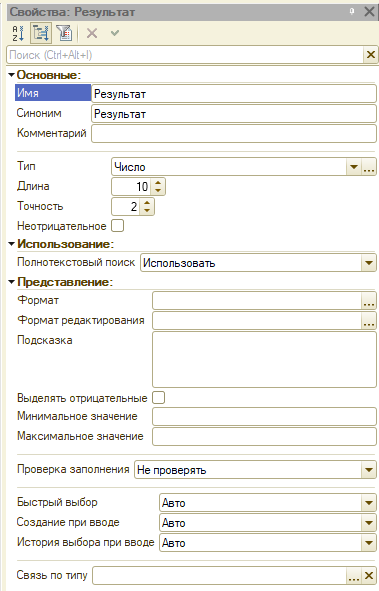 Свойства: Результат
Поиск (Ctrl+Alt+I)
Основные:
Имя Результат
Синоним Результат
Комментарий
Тип Число
Длина 10
Точность 2
Неотрицательное
Использование:
Полнотекстовый поиск Использовать
Представление:
Формат
Формат редактирования
Подсказка
Выделять отрицательные
Минимальное значение
Максимальное значение
Проверка заполнения Не проверять
Быстрый выбор Авто
Создание при вводе Авто
История выбора при вводе Авто
Связь по типу